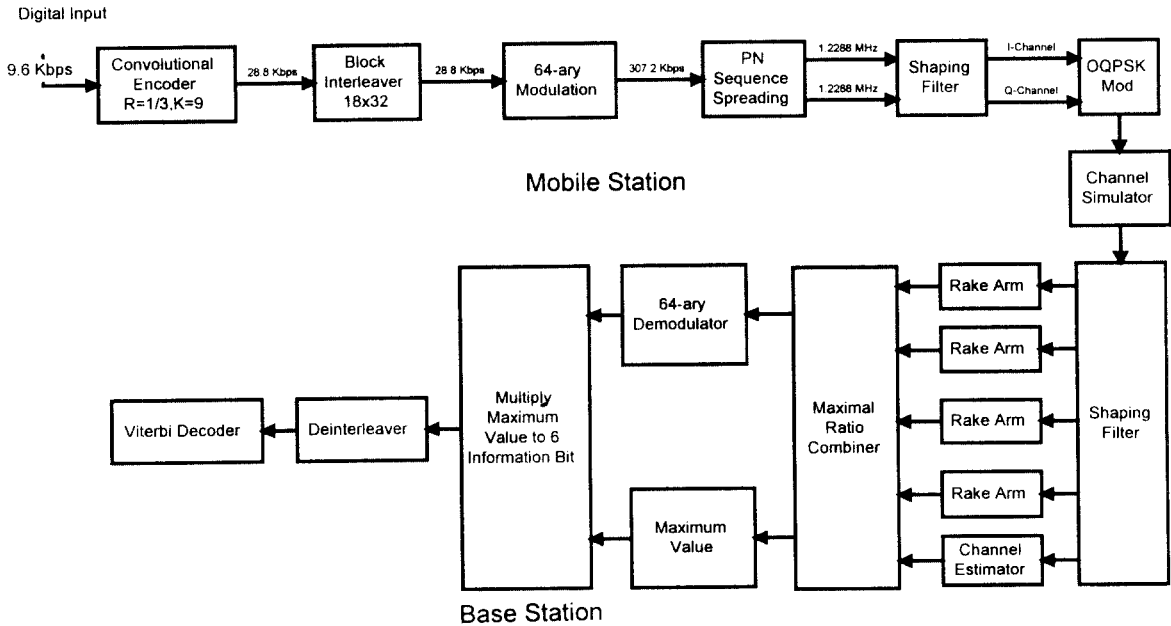 Digital Input
9.6 Kbps
Convolutional
Encoder
R=1/3,K=9
28.8 Kbps
Block
Interleaver
18x32
28.8 Kbps
64-ary
Modulation
307.2 Kbps
PN
Sequence
Spreading
1.2288 MHz
1.2288 MHz
Shaping
Filter
I-Channel
Q-Channel
OQPSK
Mod
Mobile Station
Channel
Simulator
Shaping
Filter
Rake Arm
Rake Arm
Rake Arm
Rake Arm
Channel
Estimator
Maximal
Ratio
Combiner
64-ary
Demodulator
Maximum
Value
Multiply
Maximum
Value to 6
Information Bit
Deinterleaver
Viterbi Decoder
Base Station